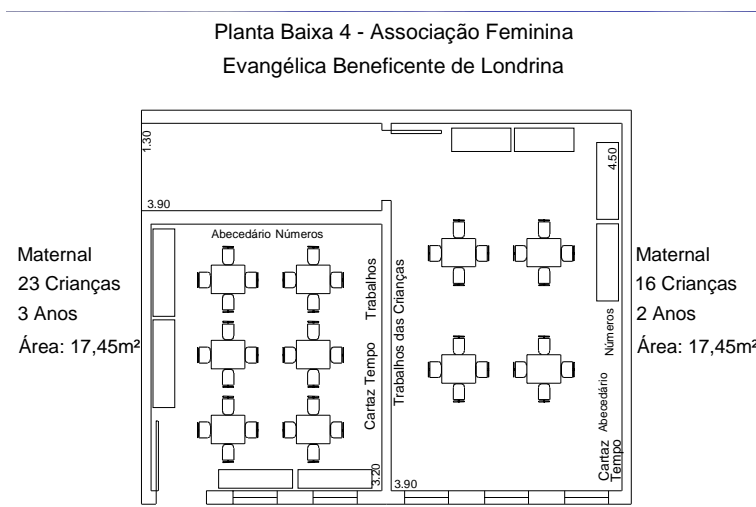 Planta Baixa 4 - Associação Feminina
Evangélica Beneficente de Londrina
1.30
3.90
4.50
Abecedário Números
Maternal
23 Crianças
3 Anos
Área: 17,45m²
Trabalhos
Cartaz Tempo
3.20
Trabalhos das Crianças
3.90
Números
Abecedário
Cartaz
Tempo
Maternal
16 Crianças
2 Anos
Área: 17,45m²